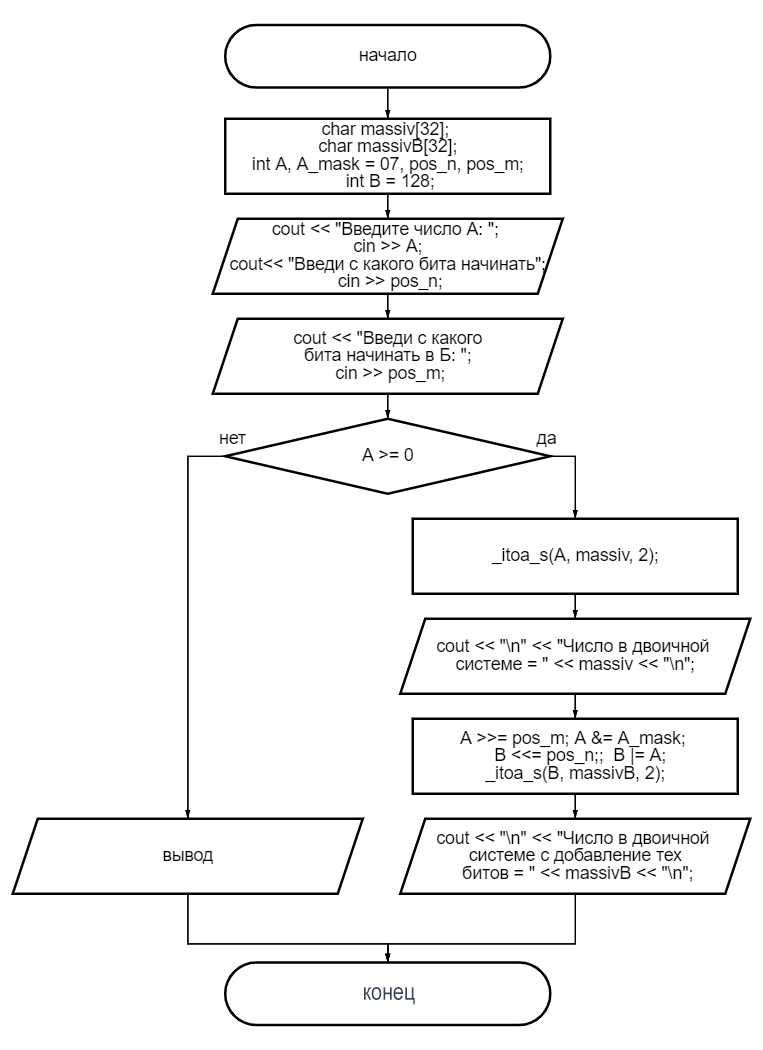 начало
char massiv[32];
char massivB[32];
int A, A_mask = 07, pos_n, pos_m;
int B = 128;
cout << "Введите число A: ";
cin >> A;
cout<< "Введи с какого бита начинать";
cin >> pos_n;
cout << "Введи с какого
бита начинать в Б: ";
cin >> pos_m;
нет
да
A >= 0
_itoa_s(A, massiv, 2);
cout << "\n" << "Число в двоичной
системе = " << massiv << "\n";
A >>= pos_m; A &= A_mask;
B <<= pos_n;; B |= A;
_itoa_s(B, massivB, 2);
вывод
cout << "\n" << "Число в двоичной
системе с добавление тех
битов = " << massivB << "\n";
конец